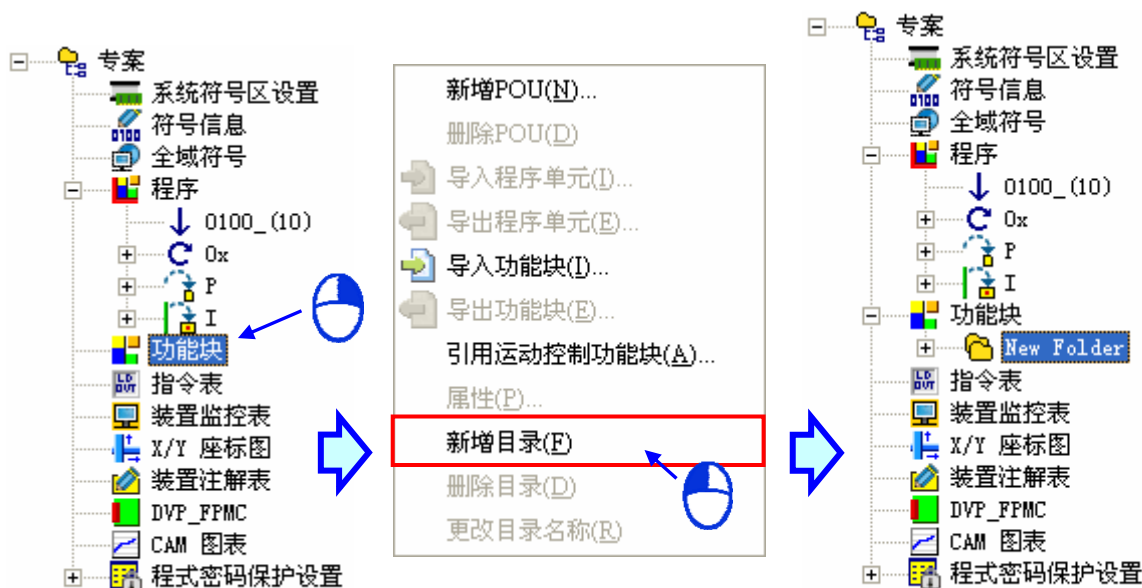 专案
系统符号区设置
符号信息
全域符号
程序
0100_(10)
Ox
P
I
功能块
指令表
装置监控表
X/Y 座标图
装置注解表
DVP_FPMC
CAM 图表
程式密码保护设置
新增POU(N)...
删除POU(D)
导入程序单元(I)...
导出程序单元(E)...
导入功能块(I)...
导出功能块(E)...
引用运动控制功能块(A)...
属性(P)...
新增目录(F)
删除目录(D)
更改目录名称(R)
专案
系统符号区设置
符号信息
全域符号
程序
0100_(10)
Ox
P
I
功能块
New Folder
指令表
装置监控表
X/Y 座标图
装置注解表
DVP_FPMC
CAM 图表
程式密码保护设置